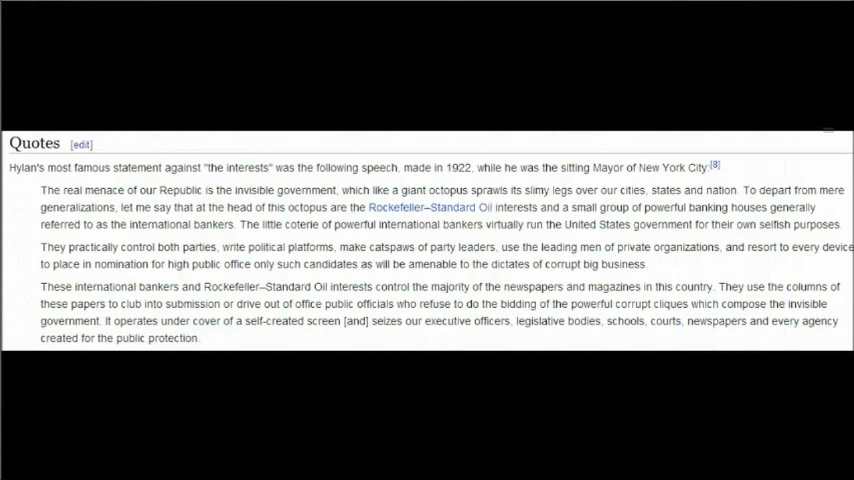 Quotes [edit]
Hylan's most famous statement against "the interests" was the following speech, made in 1922, while he was the sitting Mayor of New York City:[8]
The real menace of our Republic is the invisible government, which like a giant octopus sprawls its slimy legs over our cities, states and nation. To depart from mere
generalizations, let me say that at the head of this octopus are the Rockefeller–Standard Oil interests and a small group of powerful banking houses generally
referred to as the international bankers. The little coterie of powerful international bankers virtually run the United States government for their own selfish purposes.
They practically control both parties, write political platforms, make catspaws of party leaders, use the leading men of private organizations, and resort to every device
to place in nomination for high public office only such candidates as will be amenable to the dictates of corrupt big business.
These international bankers and Rockefeller–Standard Oil interests control the majority of the newspapers and magazines in this country. They use the columns of
these papers to club into submission or drive out of office public officials who refuse to do the bidding of the powerful corrupt cliques which compose the invisible
government. It operates under cover of a self-created screen [and] seizes our executive officers, legislative bodies, schools, courts, newspapers and every agency
created for the public protection.